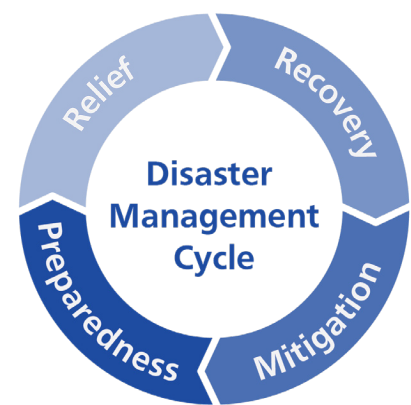 Relief
Recovery
Disaster
Management
Cycle
Preparedness
Mitigation